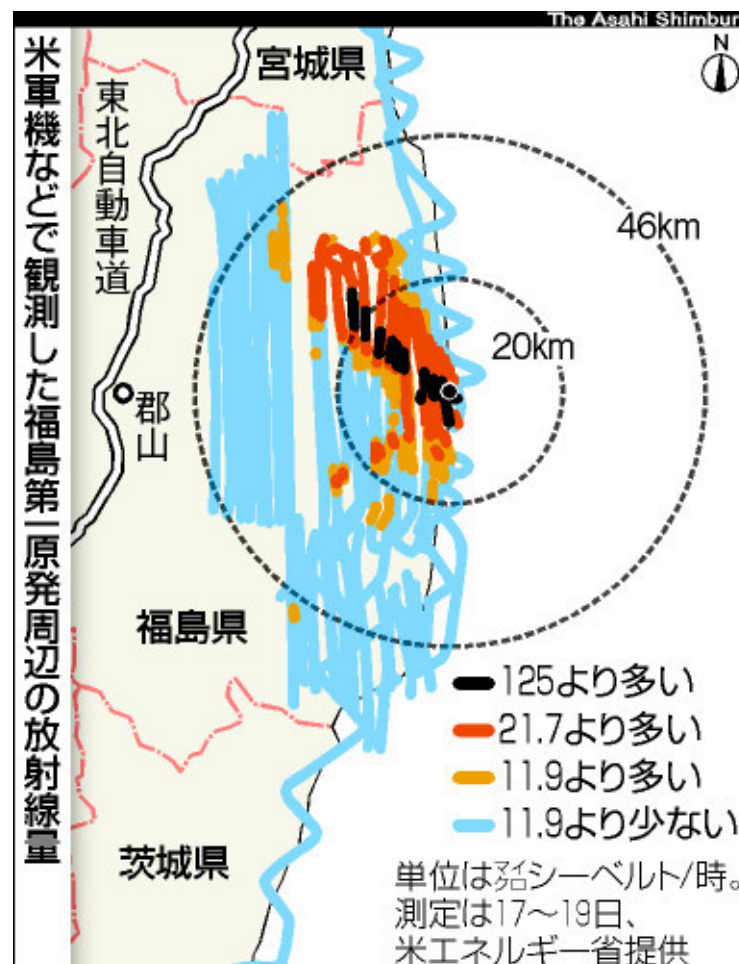 The Asahi Shimbun
米軍機などで観測した福島第一原発周辺の放射線量
N
宮城県
東北自動車道
46km
20km
郡山
福島県
125より多い
21.7より多い
11.9より多い
11.9より少ない
茨城県
単位は㍃シーベルト/時。
測定は17〜19日、
米エネルギー省提供